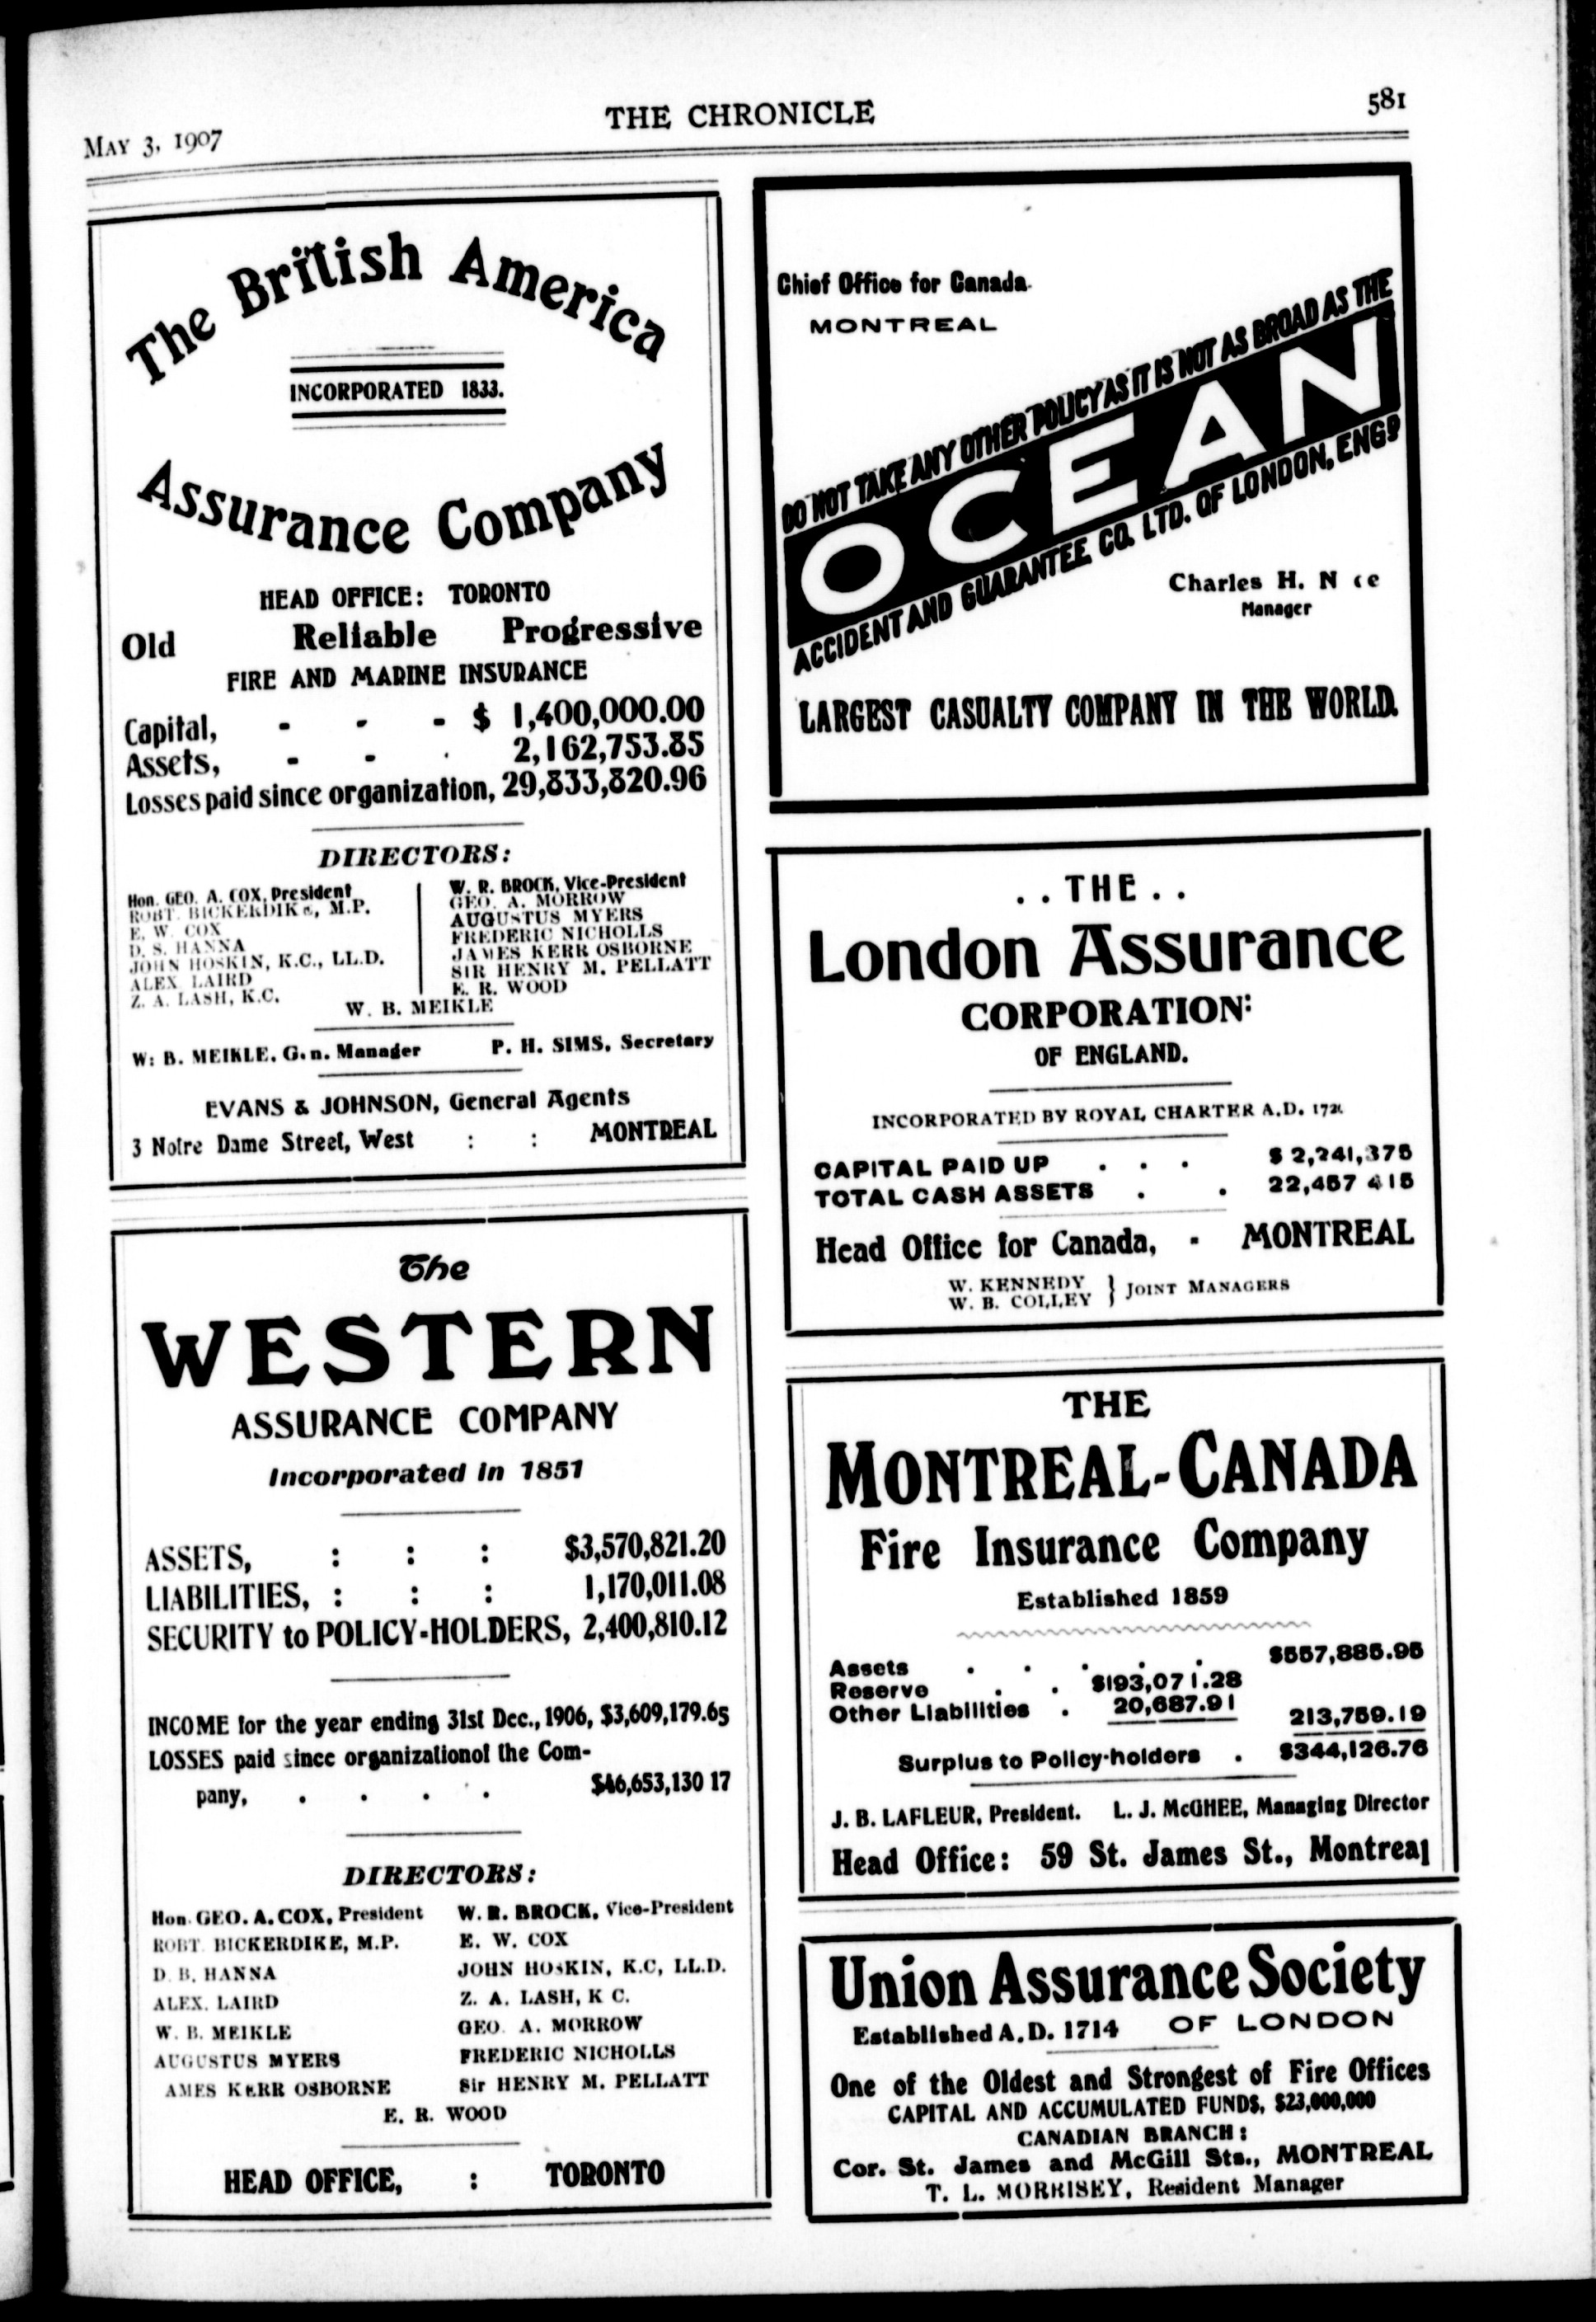 MAY 3, 1907
THE CHRONICLE
581
The British America
INCORPORATED 1833.
Assurance Company
HEAD OFFICE: TORONTO
Old Reliable Progressive
FIRE AND MARINE INSURANCE
Capital, - - - $ 1,400,000.00
Assets, - - . 2,162,753.85
Losses paid since organization, 29,833,820.96
DIRECTORS:
Hon. GEO. A. COX, President
ROBT. BICKERDIKE, M.P.
E. W. COX
D. S. HANNA
JOHN HOSKIN, K.C., LL.D.
ALEX. LAIRD
Z. A. LASH, K.C.
W. R. BROCK, Vice-President
GEO. A. MORROW
AUGUSTUS MYERS
FREDERIC NICHOLLS
JAMES KERR OSBORNE
SIR HENRY M. PELLATT
E. R. WOOD
W. B. MEIKLE
W: B. MEIKLE, G.n. Manager P. H. SIMS, Secretary
EVANS & JOHNSON, General Agents
3 Notre Dame Street, West : : MONTREAL
The
WESTERN
ASSURANCE COMPANY
Incorporated in 1851
ASSETS, : : : $3,570,821.20
LIABILITIES, : : : 1,170,011.08
SECURITY to POLICY-HOLDERS, 2,400,810.12
INCOME for the year ending 31st Dec., 1906, $3,609,179.65
LOSSES paid since organizationof the Com-
pany, . . . . $46,653,130 17
DIRECTORS:
Hon. GEO. A. COX, President W. R. BROCK, Vice-President
ROBT. BICKERDIKE, M.P. E. W. COX
D. B. HANNA JOHN HOSKIN, K.C, LL.D.
ALEX. LAIRD Z. A. LASH, K C.
W. B. MEIKLE GEO. A. MORROW
AUGUSTUS MYERS FREDERIC NICHOLLS
AMES KERR OSBORNE Sir HENRY M. PELLATT
E. R. WOOD
HEAD OFFICE, : TORONTO
Chief Office for Canada
MONTREAL
DO NOT TAKE ANY OTHER POLICY AS IT IS NOT AS BROAD AS THE
OCEAN
ACCIDENT AND GUARANTEE CO. LTD. OF LONDON, ENGD
Charles H. N
Manager
LARGEST CASUALTY COMPANY IN THE WORLD.
. . THE . .
London Assurance
CORPORATION:
OF ENGLAND.
INCORPORATED BY ROYAL CHARTER A.D.
CAPITAL PAID UP . . . $ 2,241,375
TOTAL CASH ASSETS . . 22,457 415
Head Office for Canada, - MONTREAL
W. KENNEDY
W. B. COLLEY } JOINT MANAGERS
THE
MONTREAL-CANADA
Fire Insurance Company
Established 1859
Assets . . . . . $557,885.95
Reserve . . $193,071.28
Other Liabilities . 20,687.91 213,759.19
Surplus to Policy-holders . $344,126.76
J. B. LAFLEUR, President. L. J. McGHEE, Managing Director
Head Office: 59 St. James St., Montreal
Union Assurance Society
Established A.D. 1714 OF LONDON
One of the Oldest and Strongest of Fire Offices
CAPITAL AND ACCUMULATED FUNDS, $23,000,000
CANADIAN BRANCH:
Cor. St. James and McGill Sts., MONTREAL
T. L. MORRISEY, Resident Manager